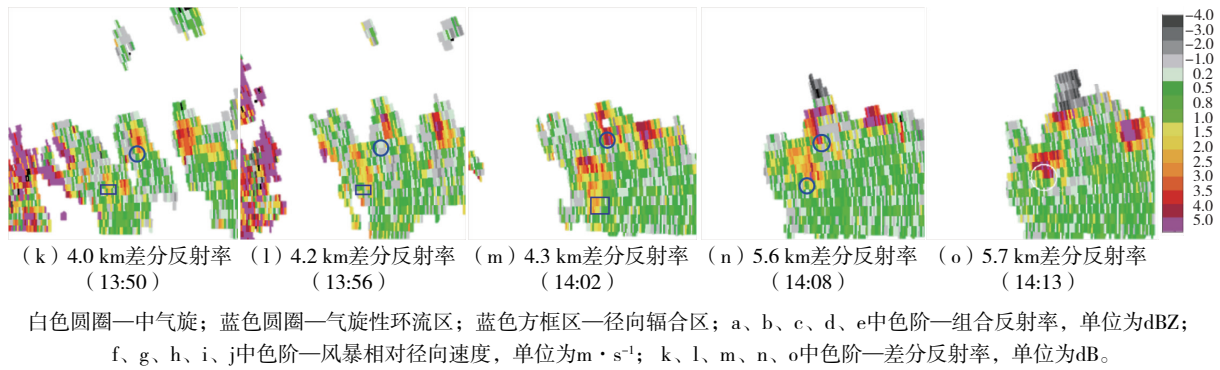 -4.0
-3.0
-2.0
-1.0
0.2
0.5
0.8
1.0
1.5
2.0
2.5
3.0
3.5
4.0
5.0
(k) 4.0 km差分反射率
(13:50)
(l) 4.2 km差分反射率
(13:56)
(m) 4.3 km差分反射率
(14:02)
(n) 5.6 km差分反射率
(14:08)
(o) 5.7 km差分反射率
(14:13)
白色圆圈—中气旋；蓝色圆圈—气旋性环流区；蓝色方框区—径向辐合区；a、b、c、d、e中色阶—组合反射率，单位为dBZ；
f、g、h、i、j中色阶—风暴相对径向速度，单位为m·s⁻¹； k、l、m、n、o中色阶—差分反射率，单位为dB。